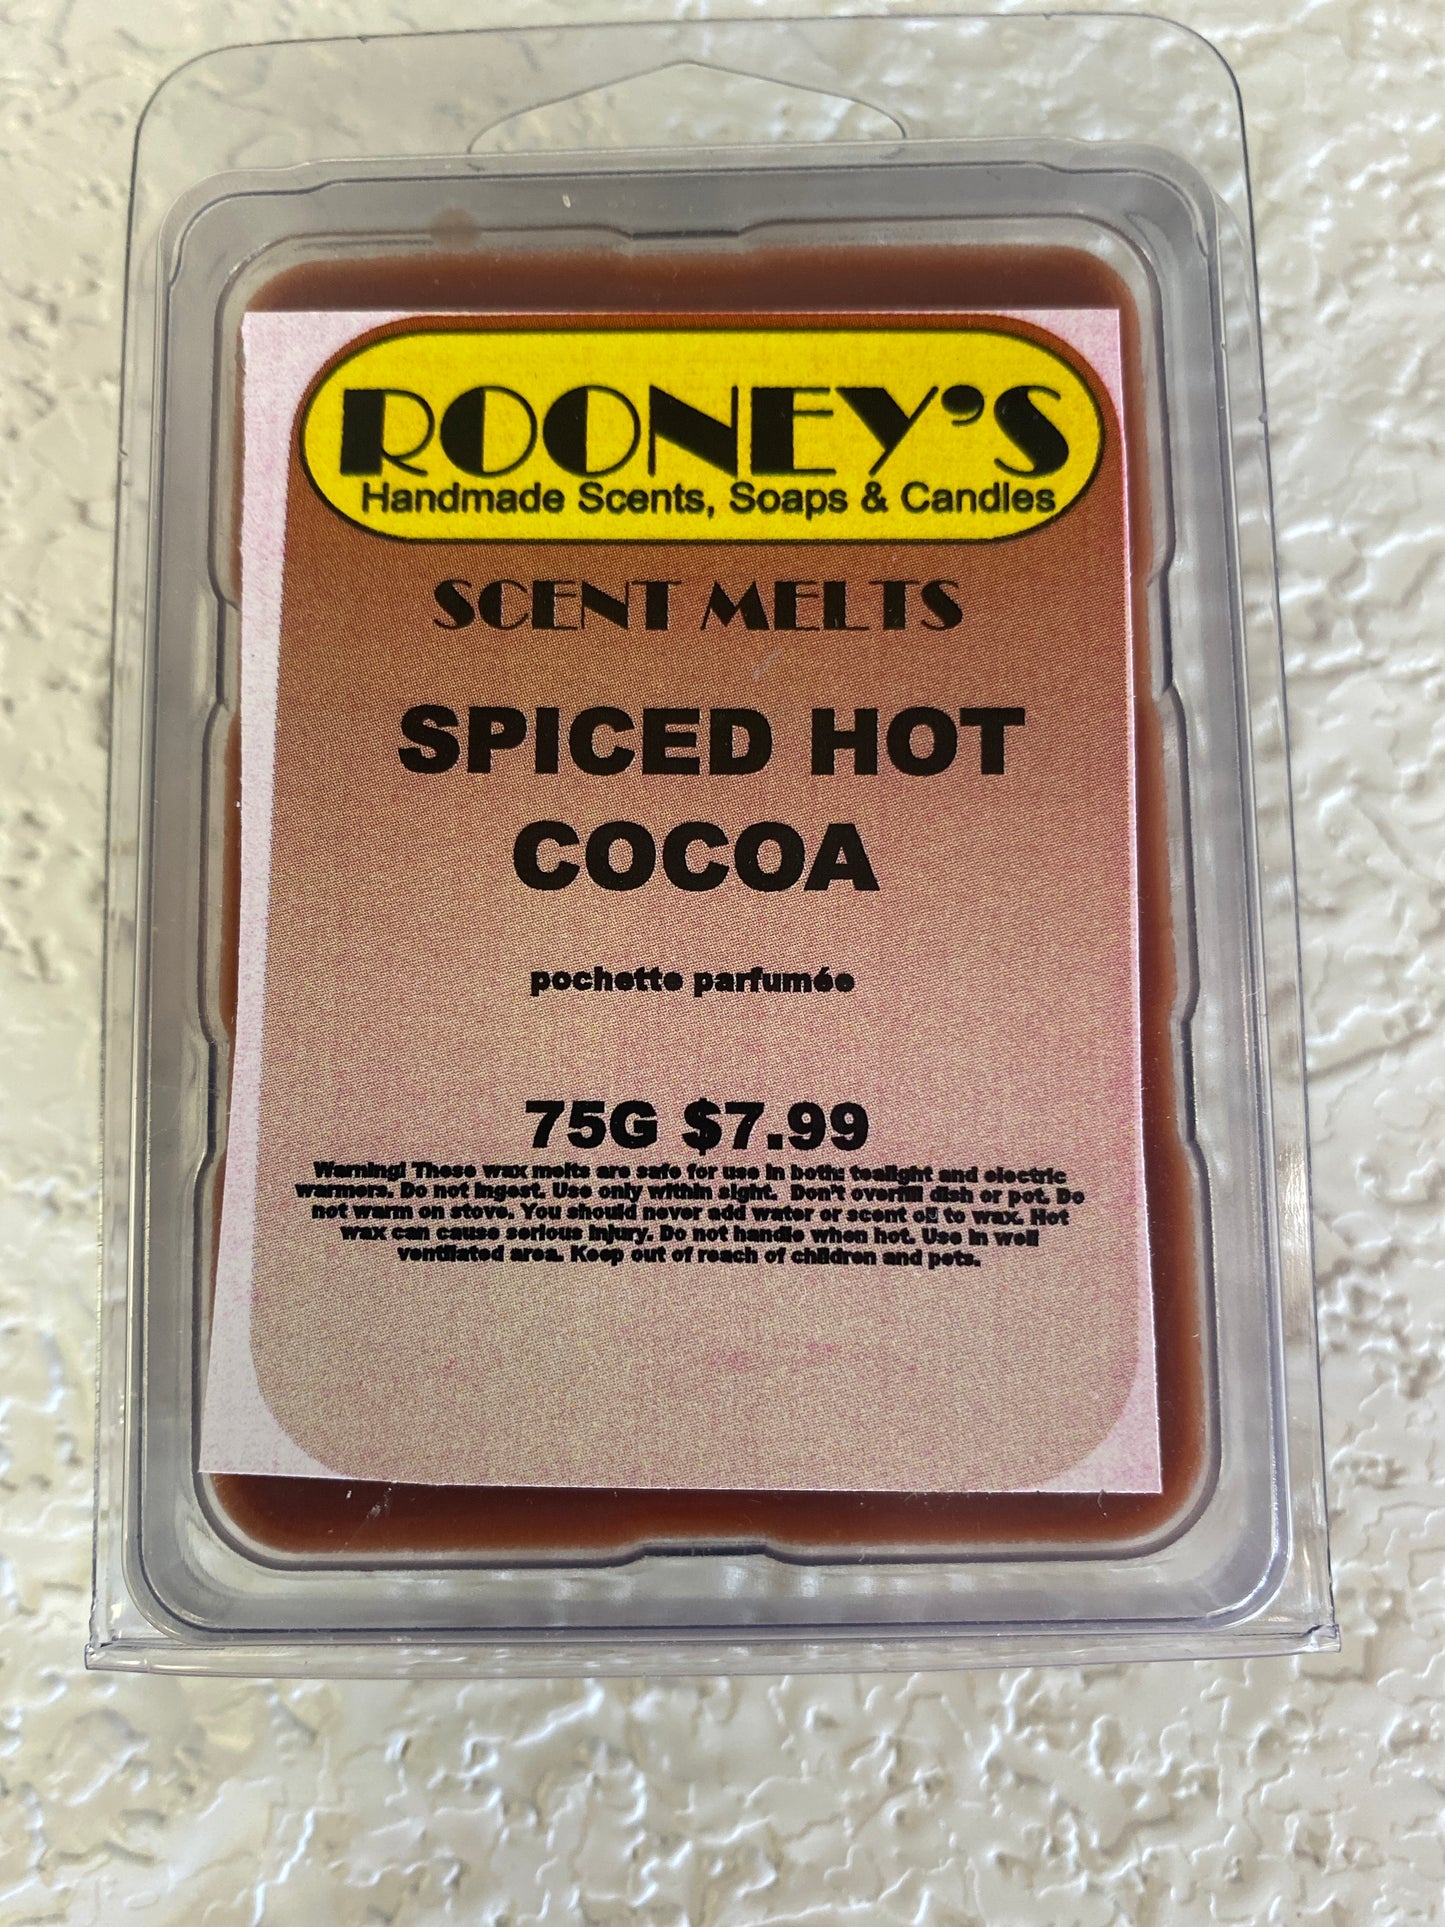 ROONEY'S
Handmade Scents, Soaps & Candles
SCENT MELTS
SPICED HOT
COCOA
pochette parfumée
75G $7.99
Warning! These wax melts are safe for use in both: tealight and electric
warmers. Do not ingest. Use only within sight. Don't overfill dish or pot. Do
not warm on stove. You should never add water or scent oil to wax. Hot
wax can cause serious injury. Do not handle when hot. Use in well
ventilated area. Keep out of reach of children and pets.